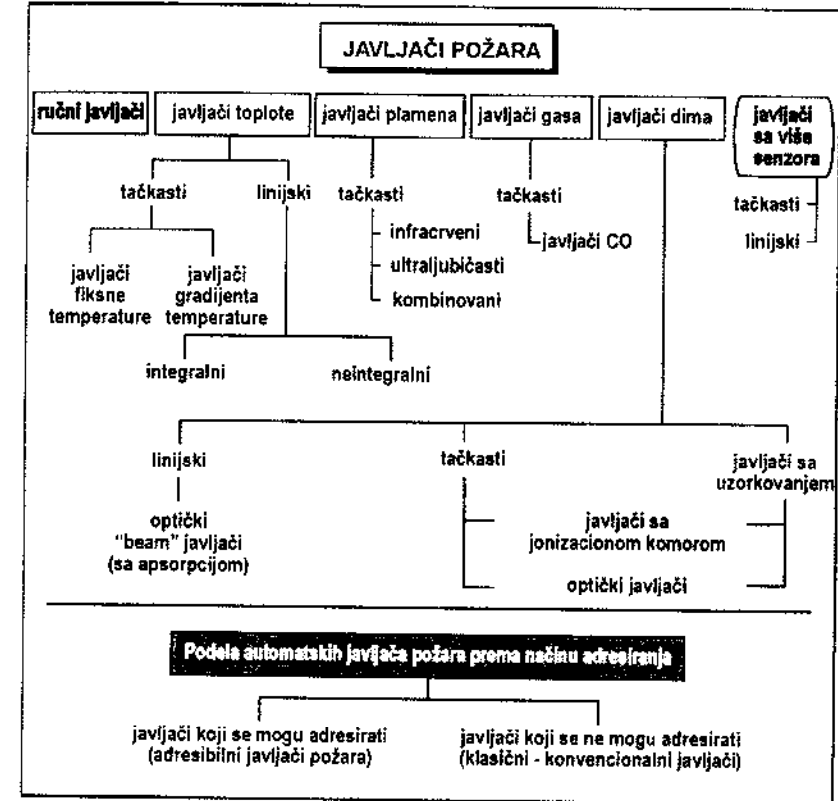 JAVLJAČI POŽARA
ručni javljači
javljači toplote
javljači plamena
javljači gasa
javljači dima
javljači
sa više
senzora
tačkasti
linijski
tačkasti
tačkasti
tačkasti
linijski
infracrveni
ultraljubičasti
kombinovani
javljači CO
javljači
fiksne
temperature
javljači
gradijenta
temperature
integralni
neintegralni
linijski
tačkasti
javljači sa
uzorkovanjem
optički
"beam" javljači
(sa apsorpcijom)
javljači sa
jonizacionom komorom
optički javljači
Podela automatskih javljača požara prema načinu adresiranja
javljači koji se mogu adresirati
(adresibilni javljači požara)
javljači koji se ne mogu adresirati
(klasični - konvencionalni javljači)